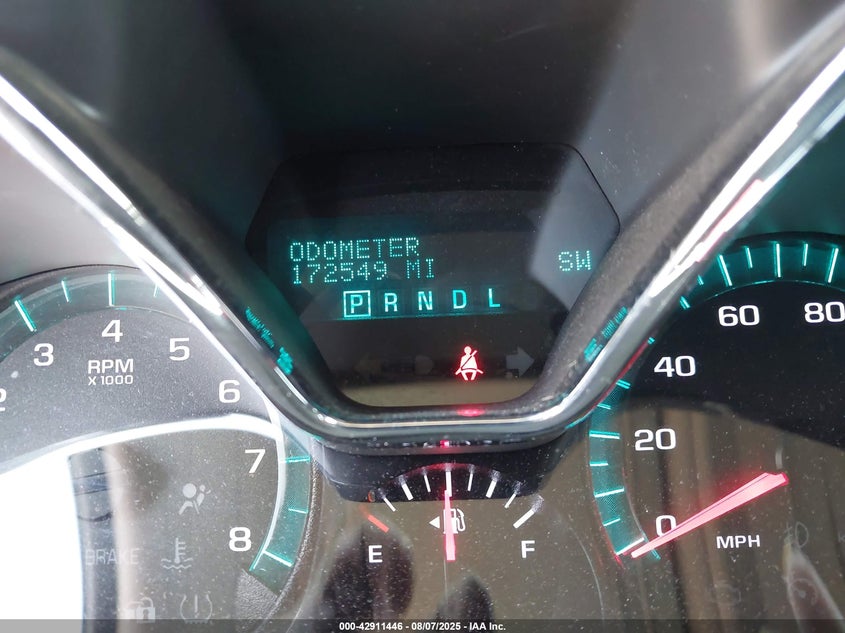 ODOMETER
172549 MI
SW
P R N D L
2 3 4 5 6 7 8
RPM
X1000
0 20 40 60 80
MPH
E F
BRAKE
000-42911446 - 08/07/2025 - IAA Inc.